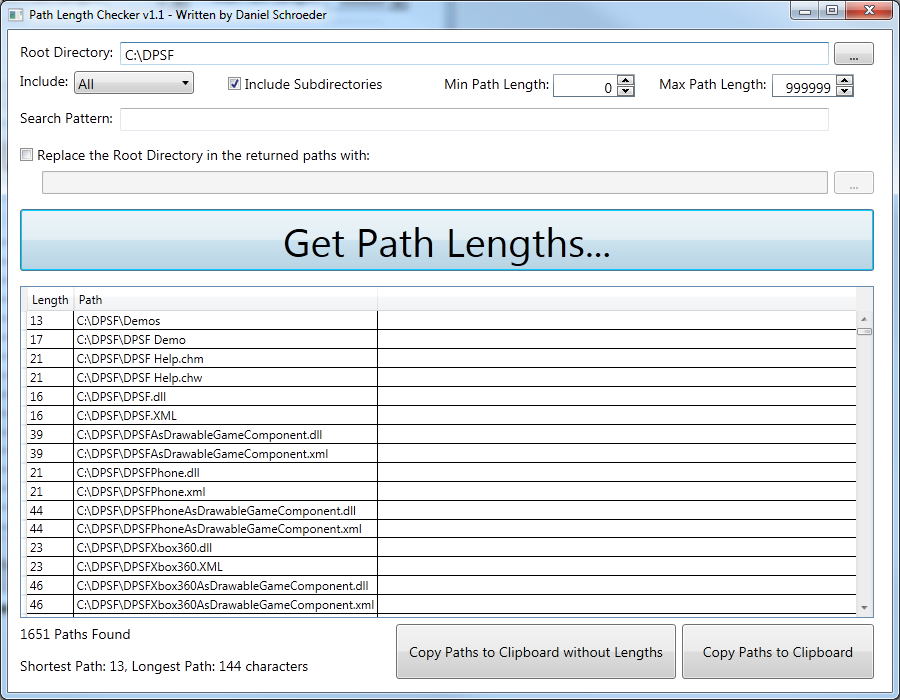 Path Length Checker v1.1 - Written by Daniel Schroeder
Root Directory: C:\DPSF ...
Include: All Include Subdirectories Min Path Length: 0 Max Path Length: 999999
Search Pattern:
Replace the Root Directory in the returned paths with:
...
Get Path Lengths...
Length Path
13 C:\DPSF\Demos
17 C:\DPSF\DPSF Demo
21 C:\DPSF\DPSF Help.chm
21 C:\DPSF\DPSF Help.chw
16 C:\DPSF\DPSF.dll
16 C:\DPSF\DPSF.XML
39 C:\DPSF\DPSFAsDrawableGameComponent.dll
39 C:\DPSF\DPSFAsDrawableGameComponent.xml
21 C:\DPSF\DPSFPhone.dll
21 C:\DPSF\DPSFPhone.xml
44 C:\DPSF\DPSFPhoneAsDrawableGameComponent.dll
44 C:\DPSF\DPSFPhoneAsDrawableGameComponent.xml
23 C:\DPSF\DPSFXbox360.dll
23 C:\DPSF\DPSFXbox360.XML
46 C:\DPSF\DPSFXbox360AsDrawableGameComponent.dll
46 C:\DPSF\DPSFXbox360AsDrawableGameComponent.xml
1651 Paths Found
Shortest Path: 13, Longest Path: 144 characters
Copy Paths to Clipboard without Lengths
Copy Paths to Clipboard